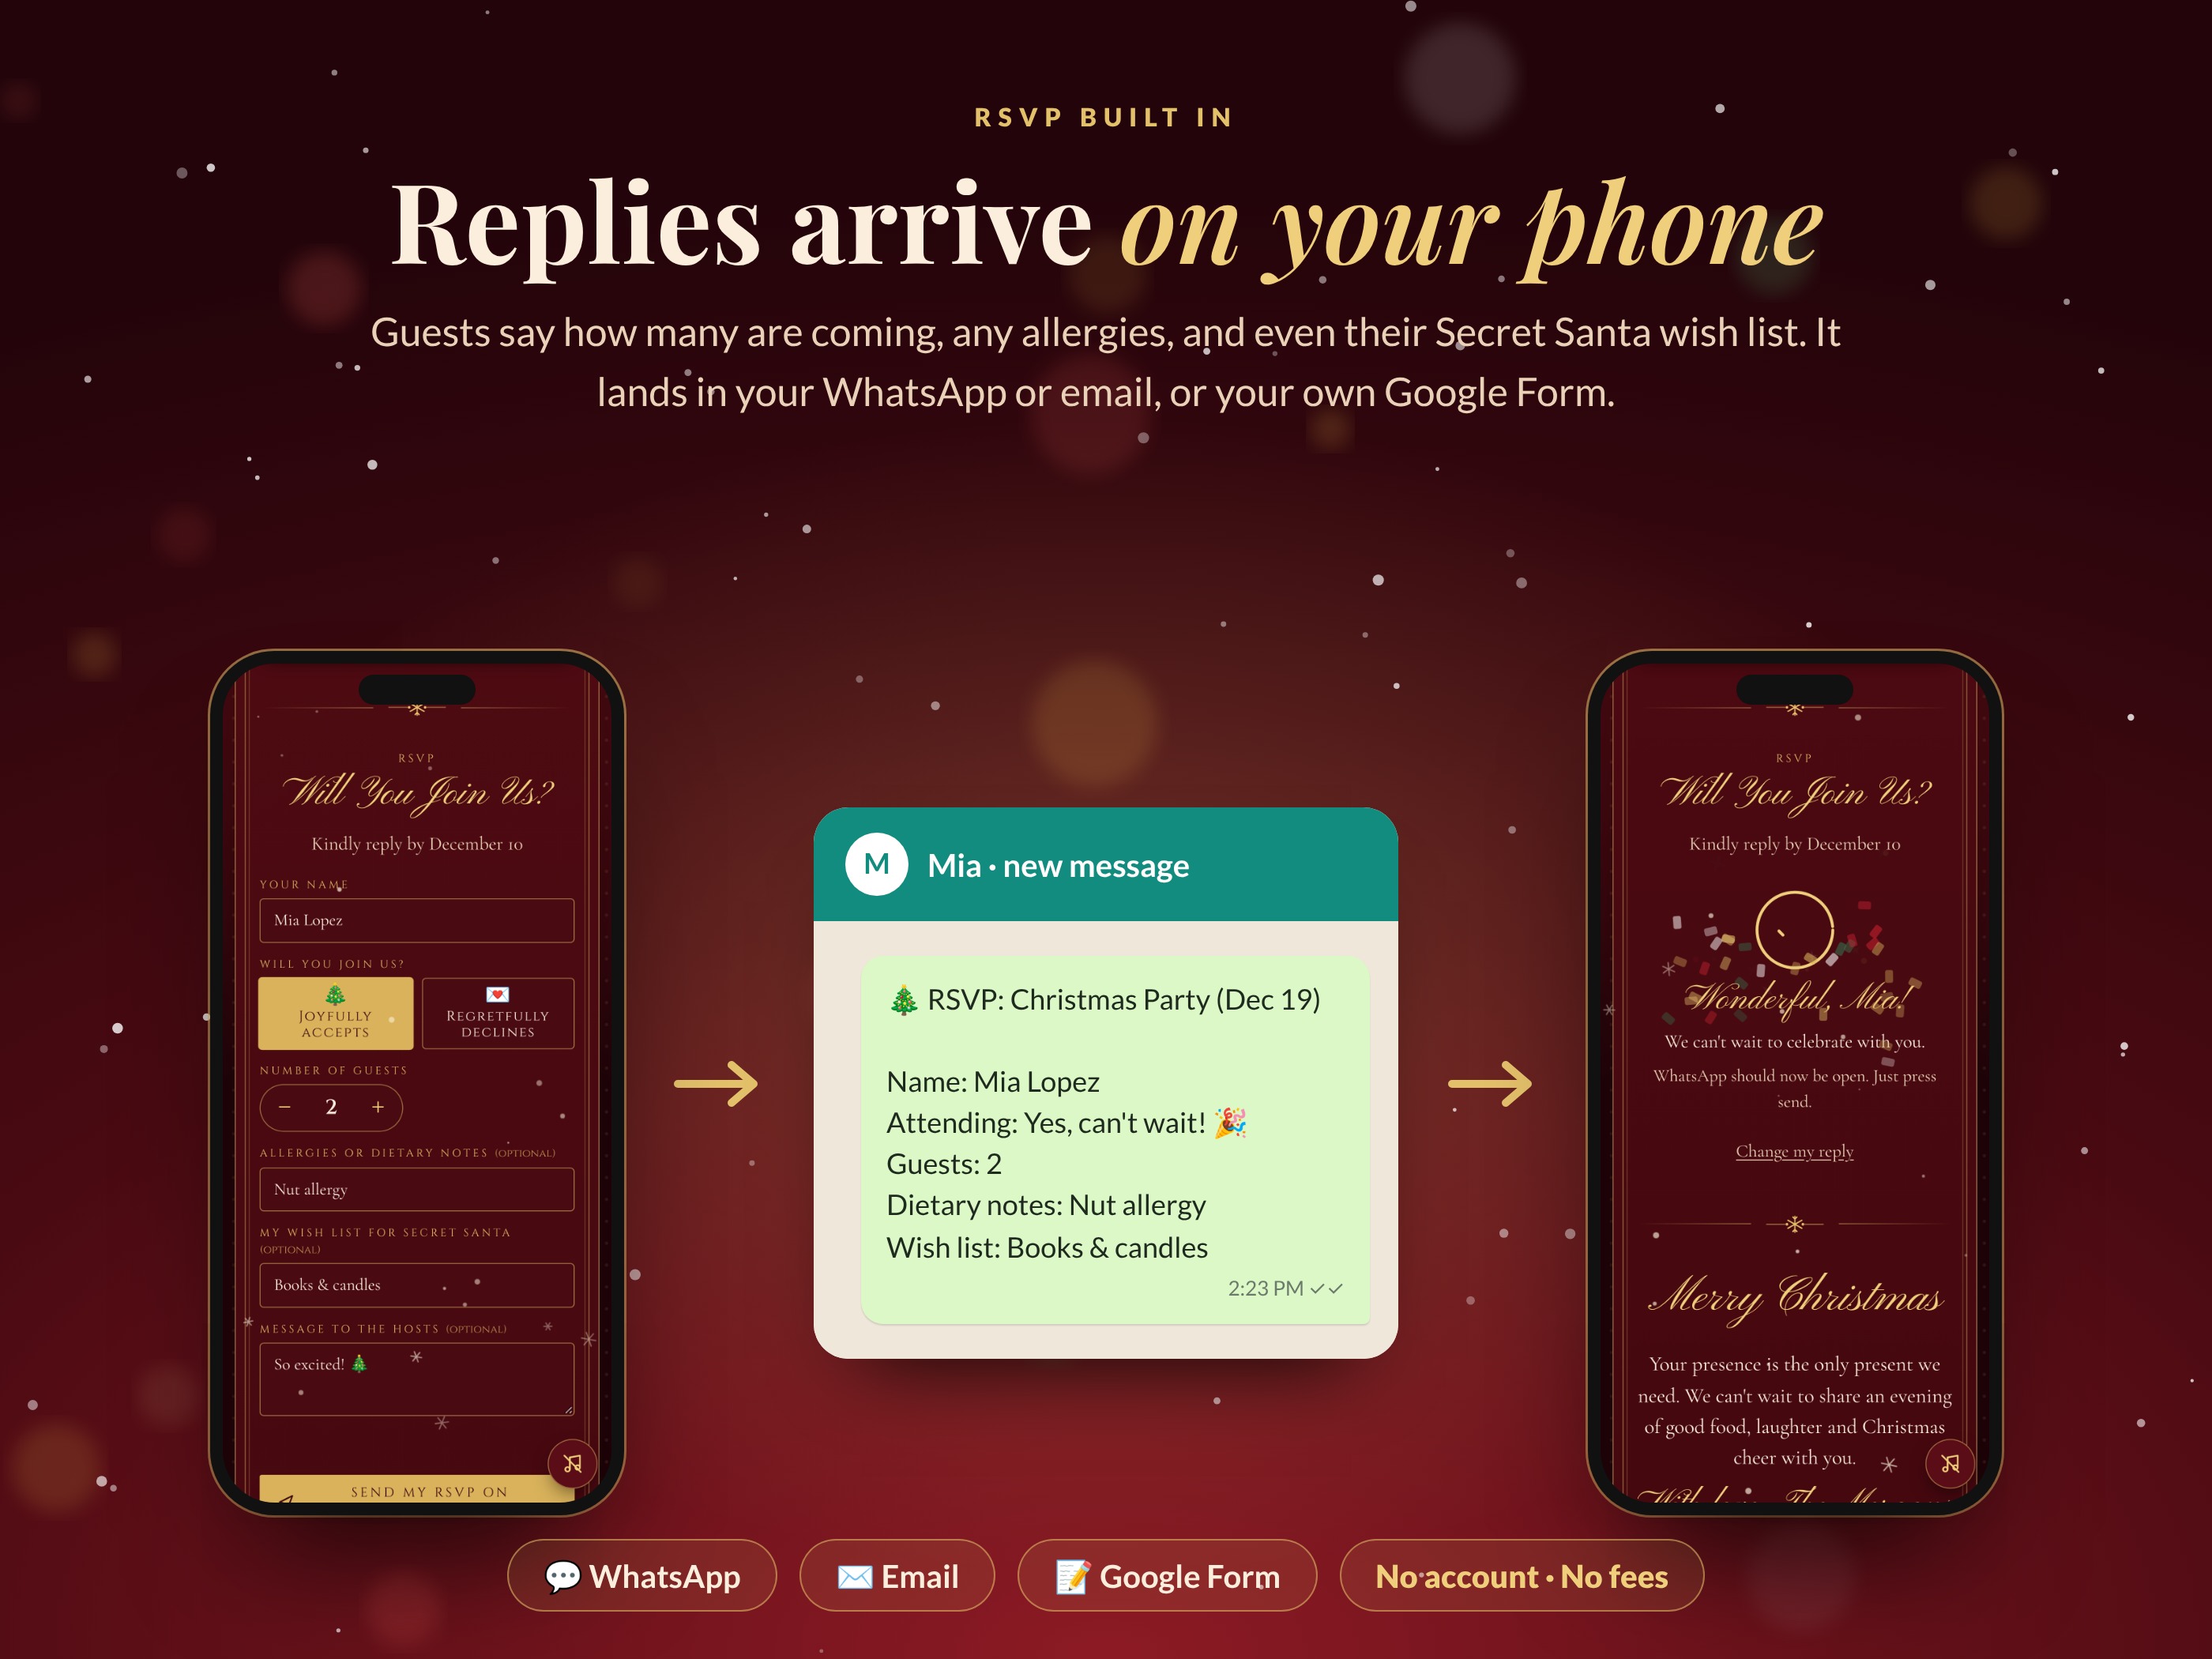 RSVP BUILT IN
Replies arrive on your phone
Guests say how many are coming, any allergies, and even their Secret Santa wish list. It
lands in your WhatsApp or email, or your own Google Form.
RSVP
Will You Join Us?
Kindly reply by December 10
YOUR NAME
Mia Lopez
WILL YOU JOIN US?
🎄
JOYFULLY
ACCEPTS
💌
REGRETFULLY
DECLINES
NUMBER OF GUESTS
− 2 +
ALLERGIES OR DIETARY NOTES (OPTIONAL)
Nut allergy
MY WISH LIST FOR SECRET SANTA
(OPTIONAL)
Books & candles
MESSAGE TO THE HOSTS (OPTIONAL)
So excited! 🎄
SEND MY RSVP ON
M
Mia · new message
🎄 RSVP: Christmas Party (Dec 19)
Name: Mia Lopez
Attending: Yes, can't wait! 🎉
Guests: 2
Dietary notes: Nut allergy
Wish list: Books & candles
2:23 PM ✓✓
RSVP
Will You Join Us?
Kindly reply by December 10
Wonderful, Mia!
We can't wait to celebrate with you.
WhatsApp should now be open. Just press
send.
Change my reply
Merry Christmas
Your presence is the only present we
need. We can't wait to share an evening
of good food, laughter and Christmas
cheer with you.
💬 WhatsApp
✉️ Email
📝 Google Form
No account · No fees